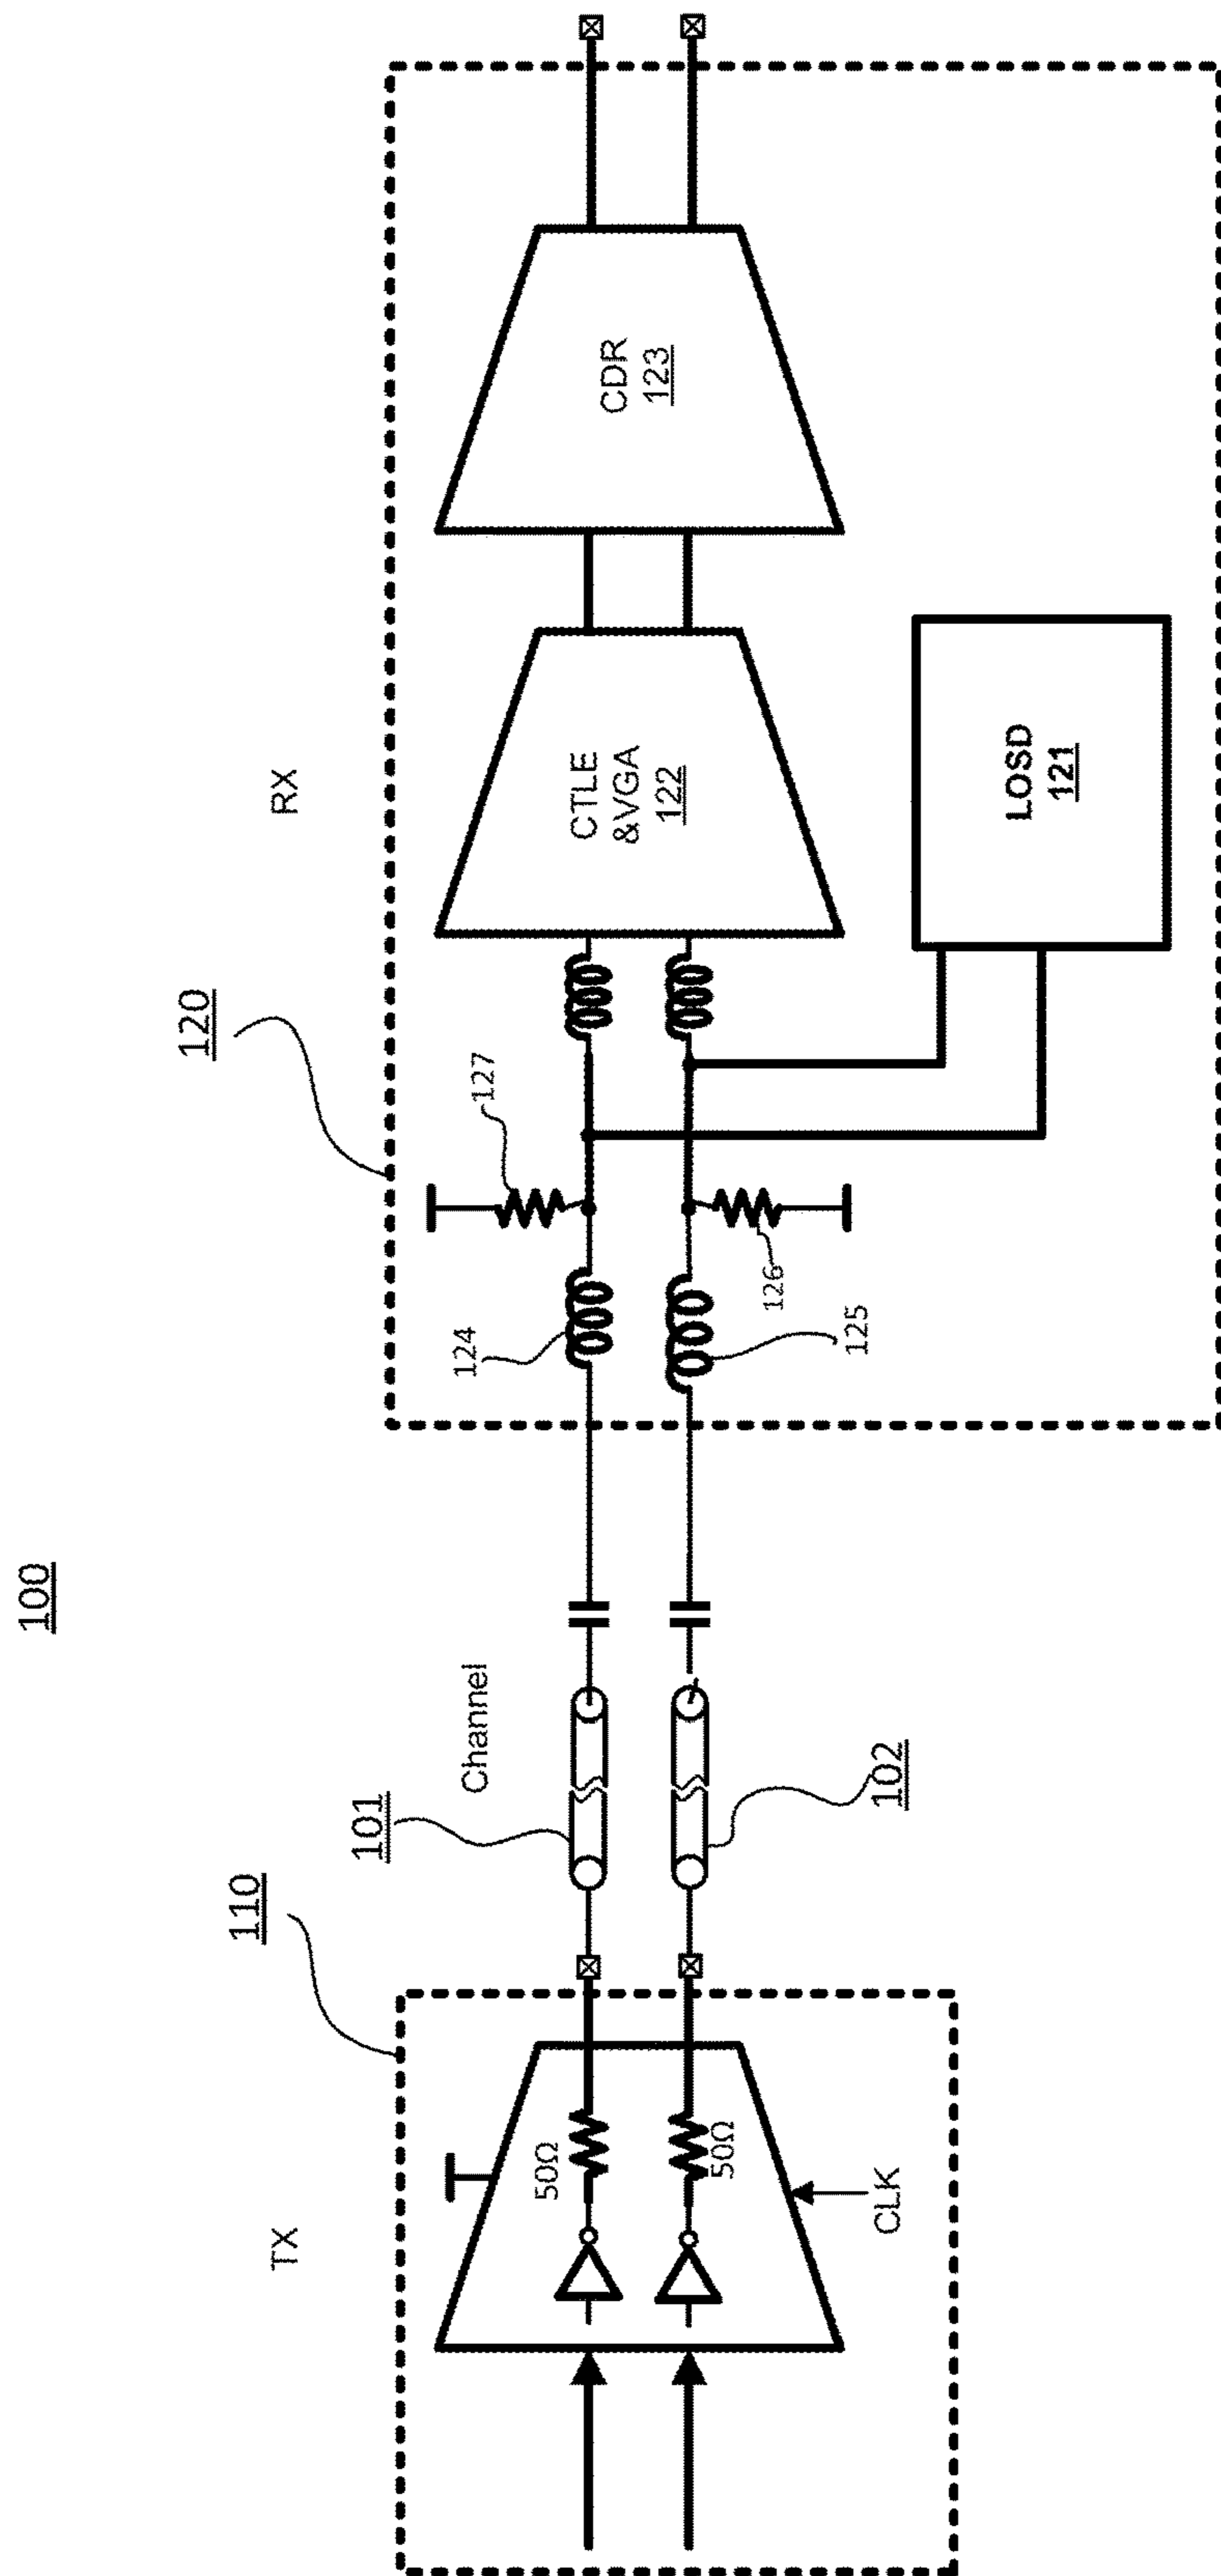 100
TX
110
50Ω
50Ω
CLK
101
Channel
102
RX
120
124
125
127
126
CTLE
&VGA
122
LOSD
121
CDR
123